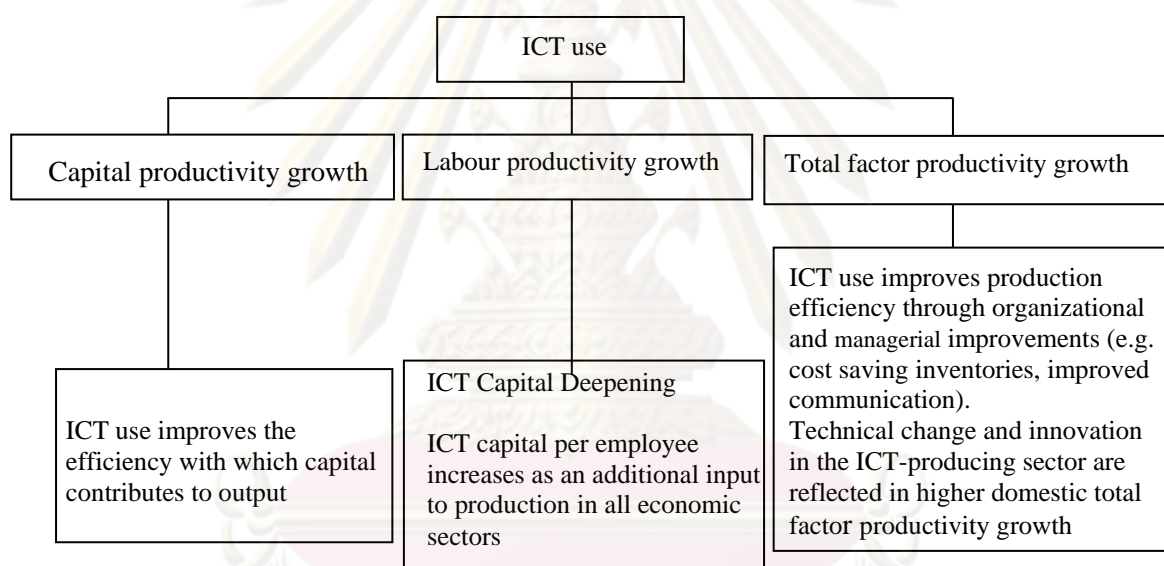 ICT use
Capital productivity growth
Labour productivity growth
Total factor productivity growth
ICT use improves the
efficiency with which capital
contributes to output
ICT Capital Deepening
ICT capital per employee
increases as an additional input
to production in all economic
sectors
ICT use improves production
efficiency through organizational
and managerial improvements (e.g.
cost saving inventories, improved
communication).
Technical change and innovation
in the ICT-producing sector are
reflected in higher domestic total
factor productivity growth